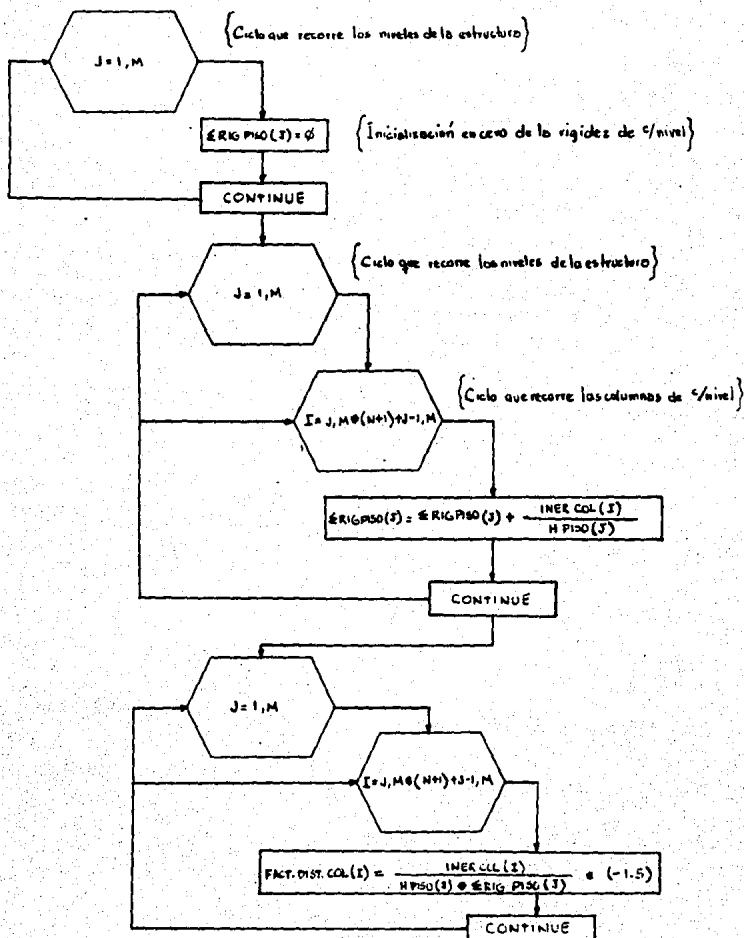 {Ciclo que recorre los niveles de la estructura}
J=1,M
ΣRIG PISO(J)=Ø
{Inicialización en cero de la rigidez de c/nivel}
CONTINUE
{Ciclo que recorre los niveles de la estructura}
J=1,M
{Ciclo que recorre las columnas de c/nivel}
I=J,M*(N+1)+J-1,M
ΣRIGPISO(J) = ΣRIGPISO(J) + INER COL(I)
H PISO(J)
CONTINUE
J=1,M
I=J,M*(N+1)+J-1,M
FACT.DIST.COL(I) = INER COL(I) * (-1.5)
H PISO(J) * ΣRIG PISO(J)
CONTINUE